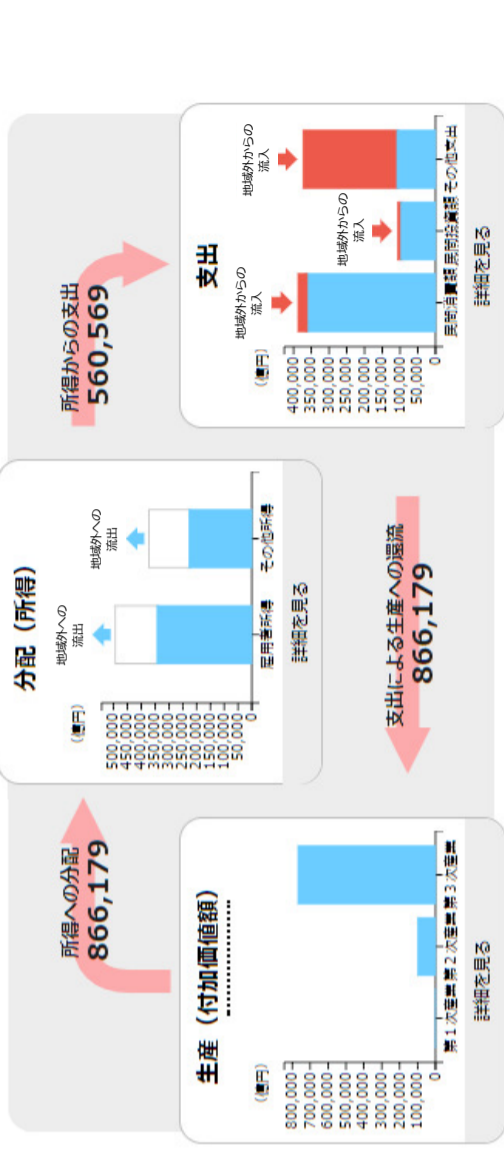 所得への分配
866,179
分配（所得）
(億円)
500,000
450,000
400,000
350,000
300,000
250,000
200,000
150,000
100,000
50,000
0
地域外への
流出
地域外への
流出
雇用者所得
その他所得
詳細を見る
所得からの支出
560,569
生産（付加価値額）
(億円)
800,000
700,000
600,000
500,000
400,000
300,000
200,000
100,000
0
第1次産業
第2次産業
第3次産業
詳細を見る
支出による生産への還流
866,179
支出
(億円)
400,000
350,000
300,000
250,000
200,000
150,000
100,000
50,000
0
地域外からの
流入
地域外からの
流入
地域外からの
流入
民間消費額
民間投資額
その他支出
詳細を見る